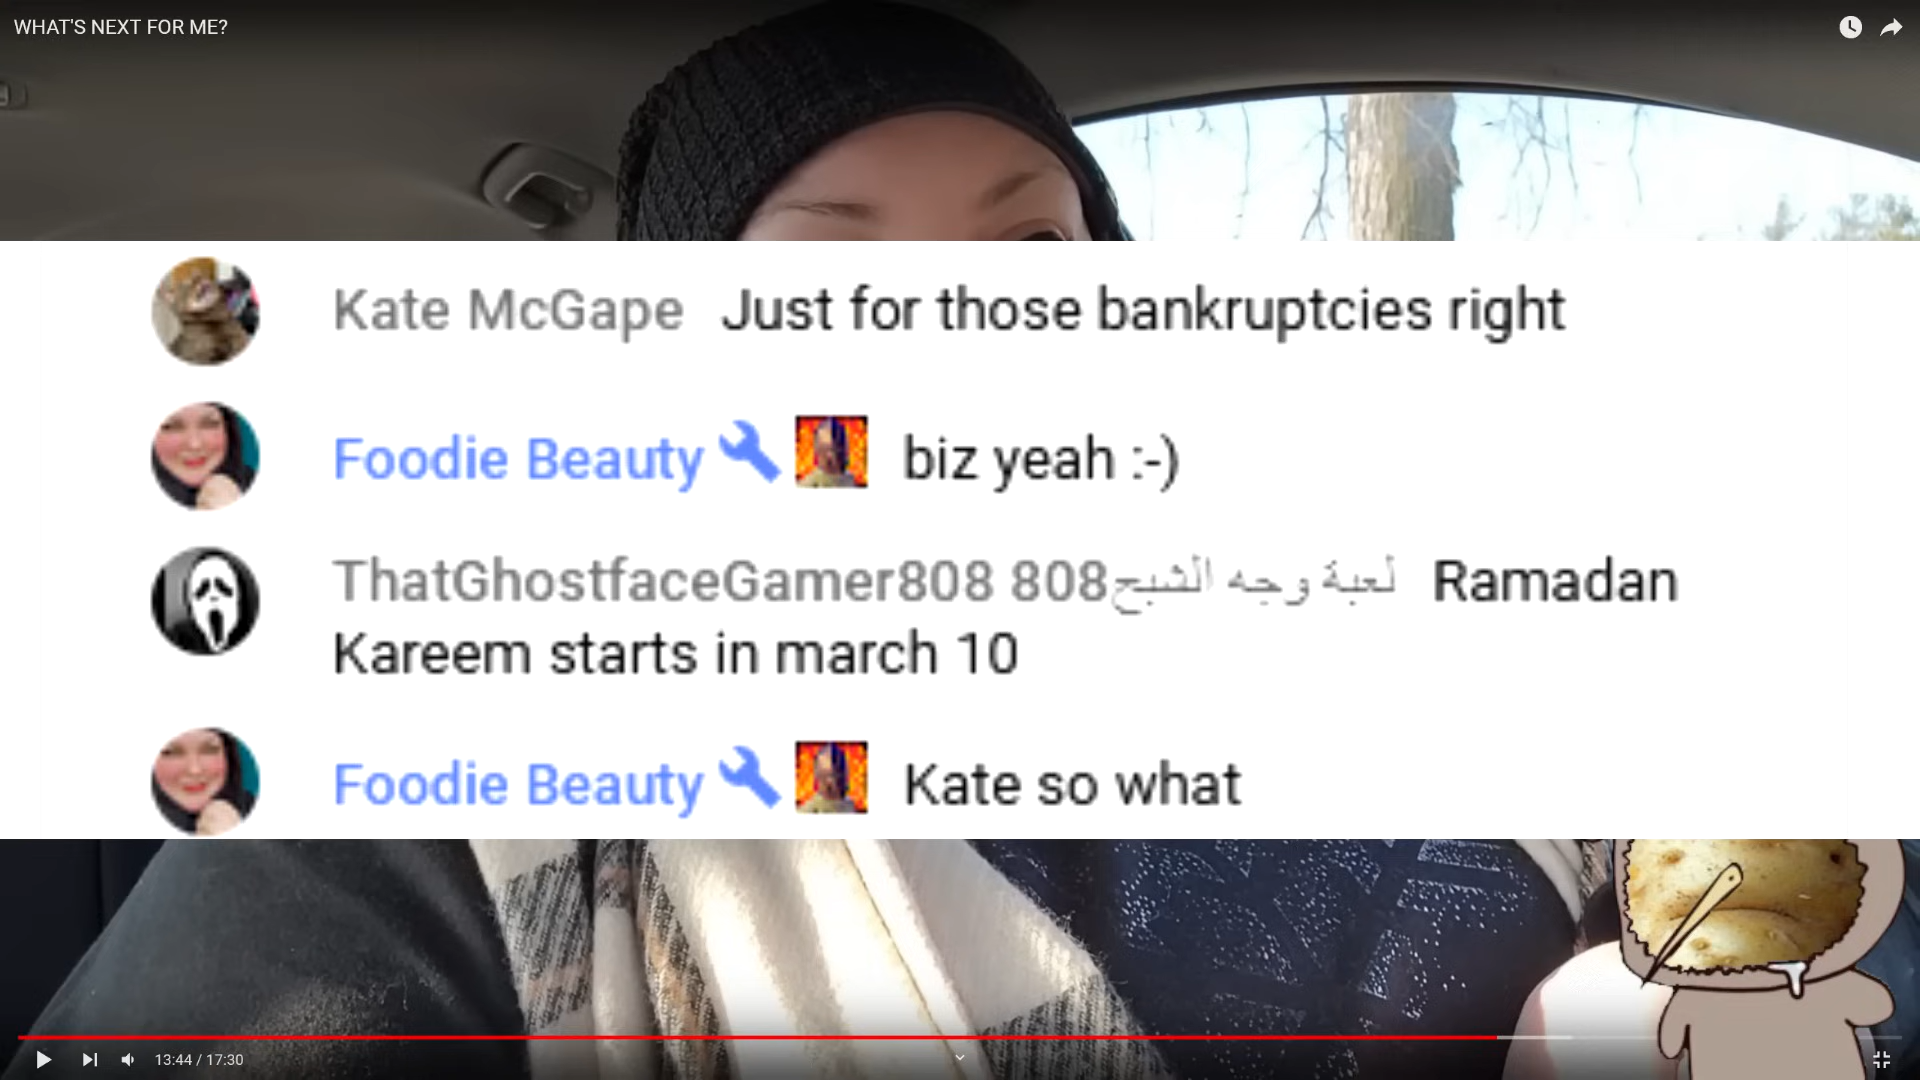 WHAT'S NEXT FOR ME?
Kate McGape Just for those bankruptcies right
Foodie Beauty biz yeah :-)
ThatGhostfaceGamer808 808لعبة وجه الشبح Ramadan
Kareem starts in march 10
Foodie Beauty Kate so what
13:44 / 17:30